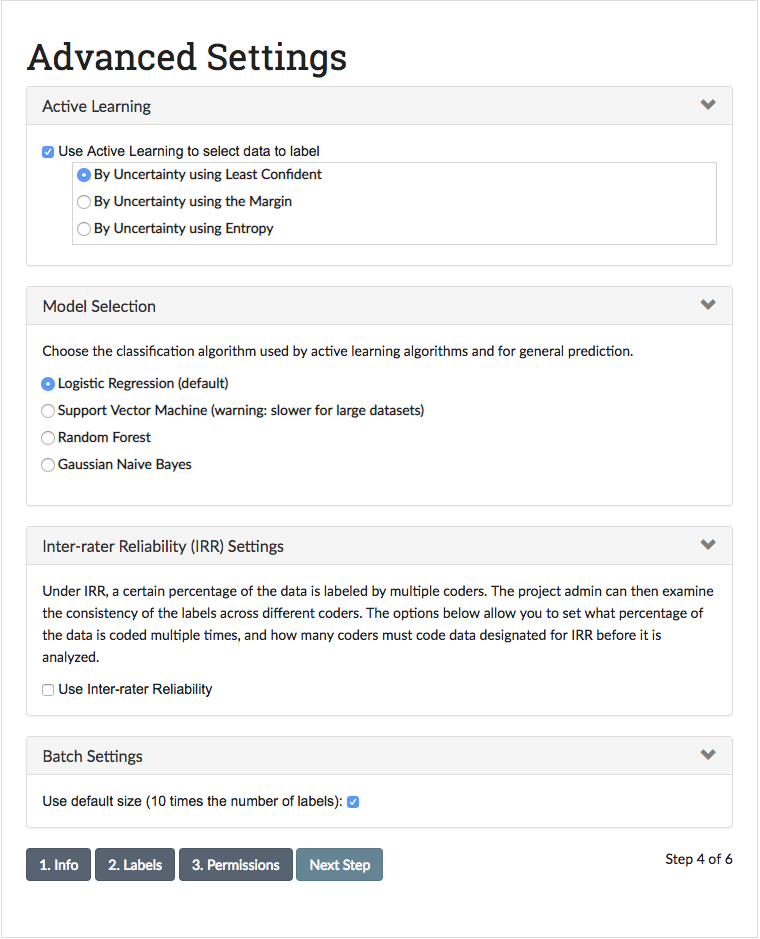 Advanced Settings
Active Learning
Use Active Learning to select data to label
By Uncertainty using Least Confident
By Uncertainty using the Margin
By Uncertainty using Entropy
Model Selection
Choose the classification algorithm used by active learning algorithms and for general prediction.
Logistic Regression (default)
Support Vector Machine (warning: slower for large datasets)
Random Forest
Gaussian Naive Bayes
Inter-rater Reliability (IRR) Settings
Under IRR, a certain percentage of the data is labeled by multiple coders. The project admin can then examine
the consistency of the labels across different coders. The options below allow you to set what percentage of
the data is coded multiple times, and how many coders must code data designated for IRR before it is
analyzed.
Use Inter-rater Reliability
Batch Settings
Use default size (10 times the number of labels):
1. Info 2. Labels 3. Permissions Next Step Step 4 of 6